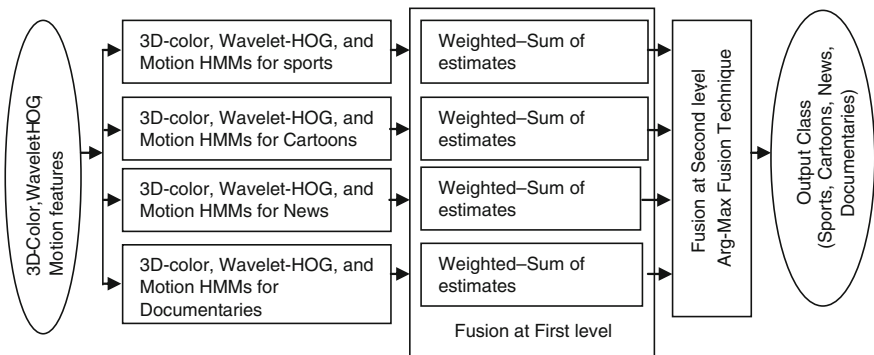 3D-Color,Wavelet-HOG,
Motion features
3D-color, Wavelet-HOG, and
Motion HMMs for sports
3D-color, Wavelet-HOG, and
Motion HMMs for Cartoons
3D-color, Wavelet-HOG, and
Motion HMMs for News
3D-color, Wavelet-HOG, and
Motion HMMs for
Documentaries
Weighted–Sum of
estimates
Weighted–Sum of
estimates
Weighted–Sum of
estimates
Weighted–Sum of
estimates
Fusion at First level
Fusion at Second level
Arg-Max Fusion Technique
Output Class
(Sports, Cartoons, News,
Documentaries)